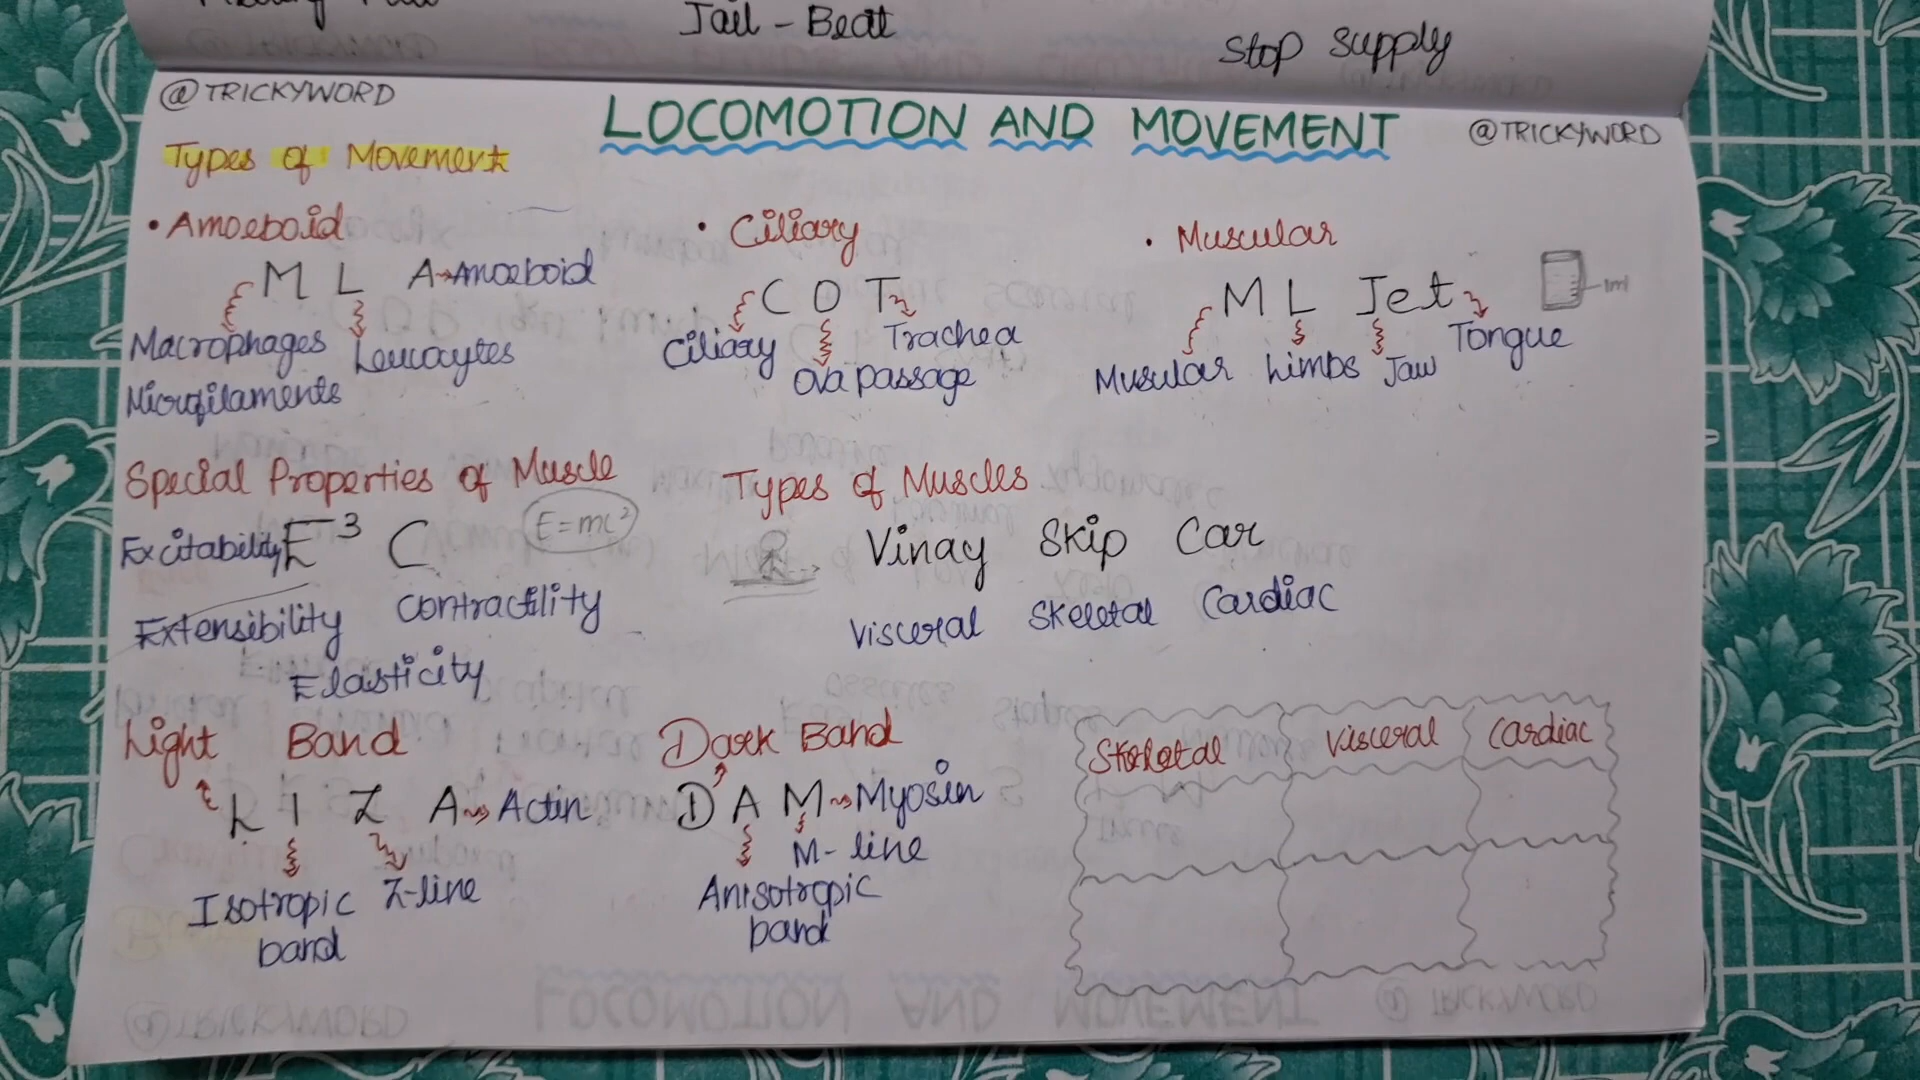 Jail - Beat
Stop Supply
@TRICKYWORD
LOCOMOTION AND MOVEMENT
@TRICKYWORD
Types of Movement
• Amoeboid
M L A→Amoeboid
Macrophages
Leucoytes
Microfilaments
• Ciliary
C O T
Ciliary
Ova passage
Trachea
• Muscular
M L Jet
1ml
Musular
Limbs
Jaw
Tongue
Special Properties of Muscle
Excitability E³ C
E=mc²
Extensibility
Contractility
Elasticity
Types of Muscles
Vinay Skip Car
Visceral Skeletal Cardiac
Light Band
L I Z A→Actin
Isotropic band
Z-line
Dark Band
D A M→Myosin
M-line
Anisotropic
band
Skeletal
Visceral
Cardiac